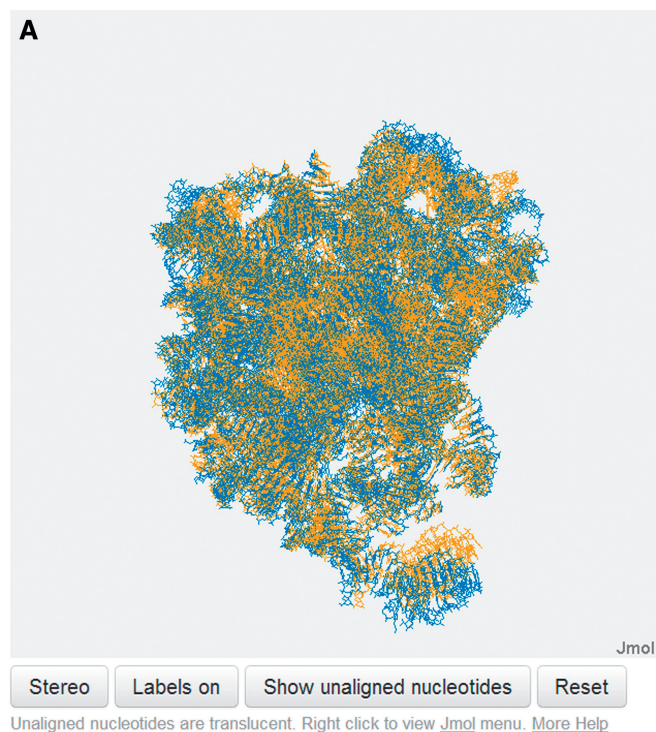 A
Jmol
Stereo Labels on Show unaligned nucleotides Reset
Unaligned nucleotides are translucent. Right click to view Jmol menu. More Help